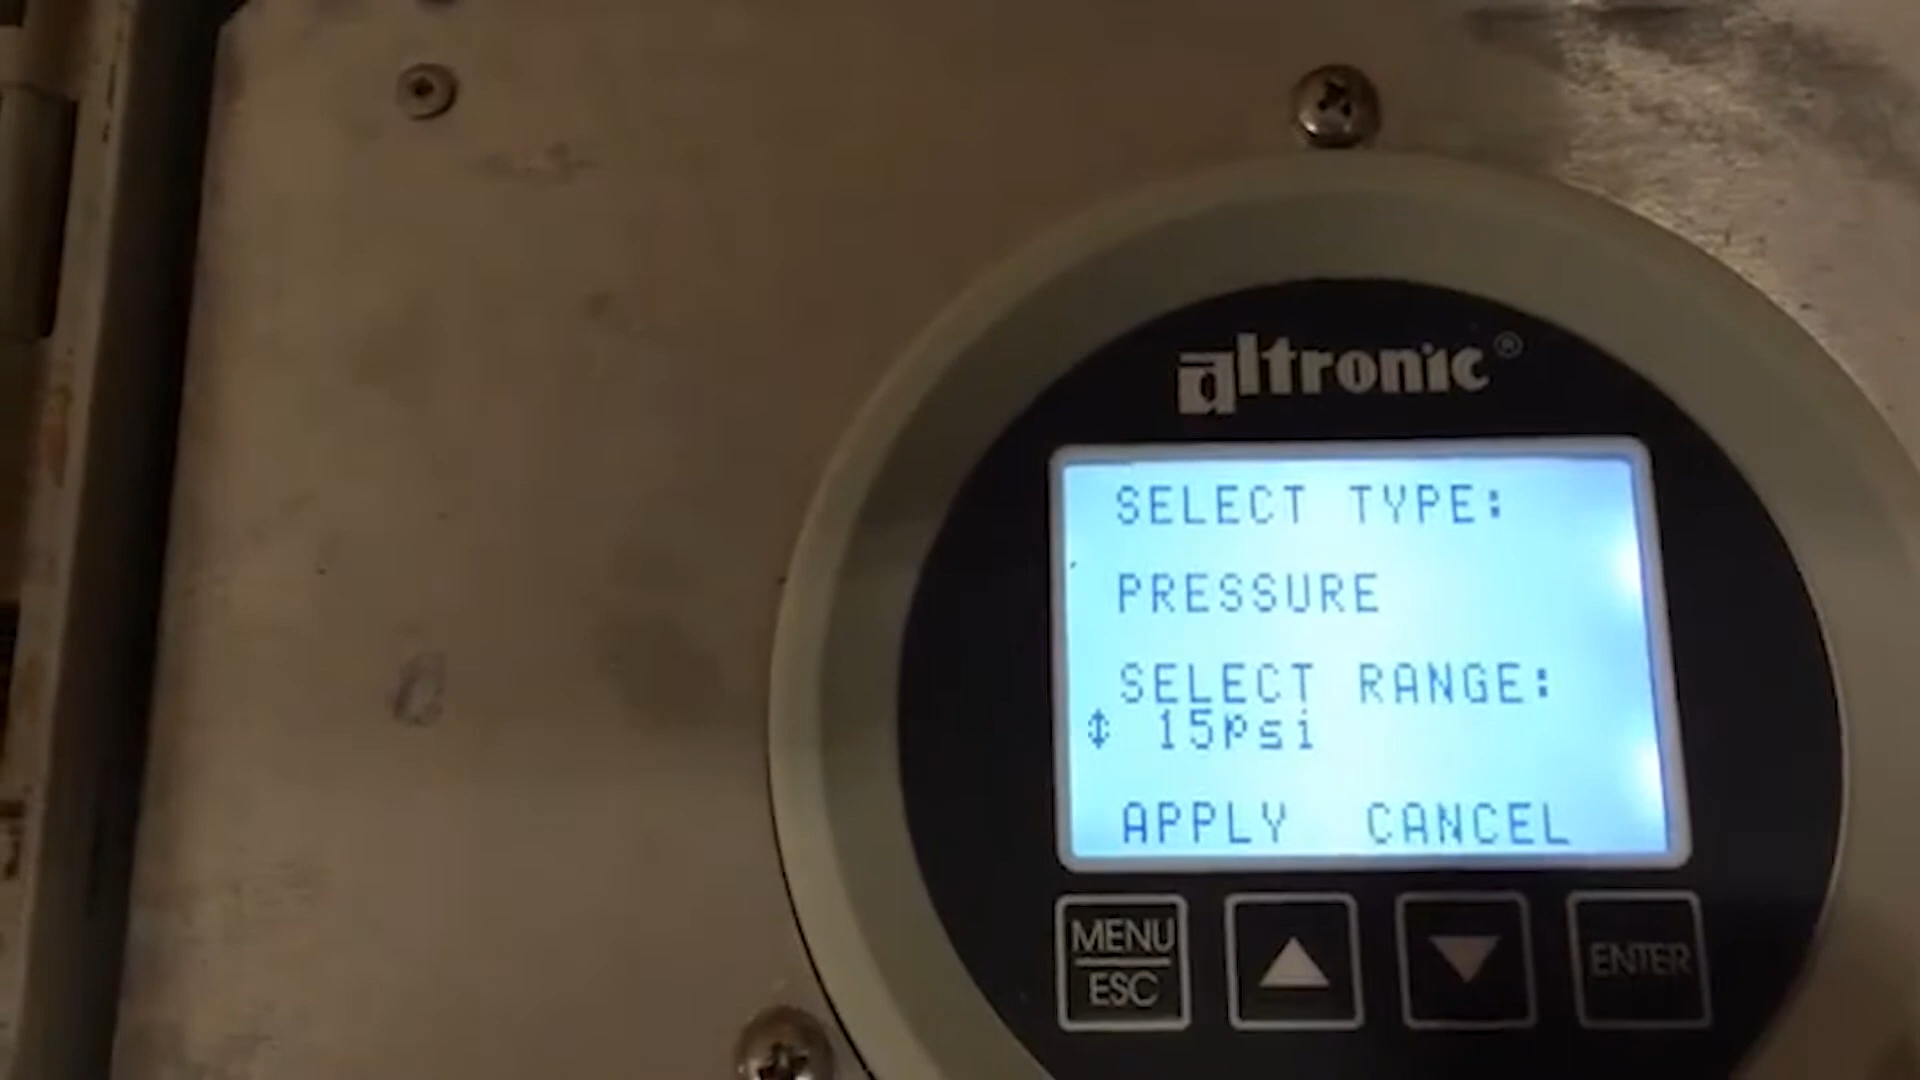 altronic®
SELECT TYPE:
PRESSURE
SELECT RANGE:
↕ 15psi
APPLY CANCEL
MENU
ESC
ENTER